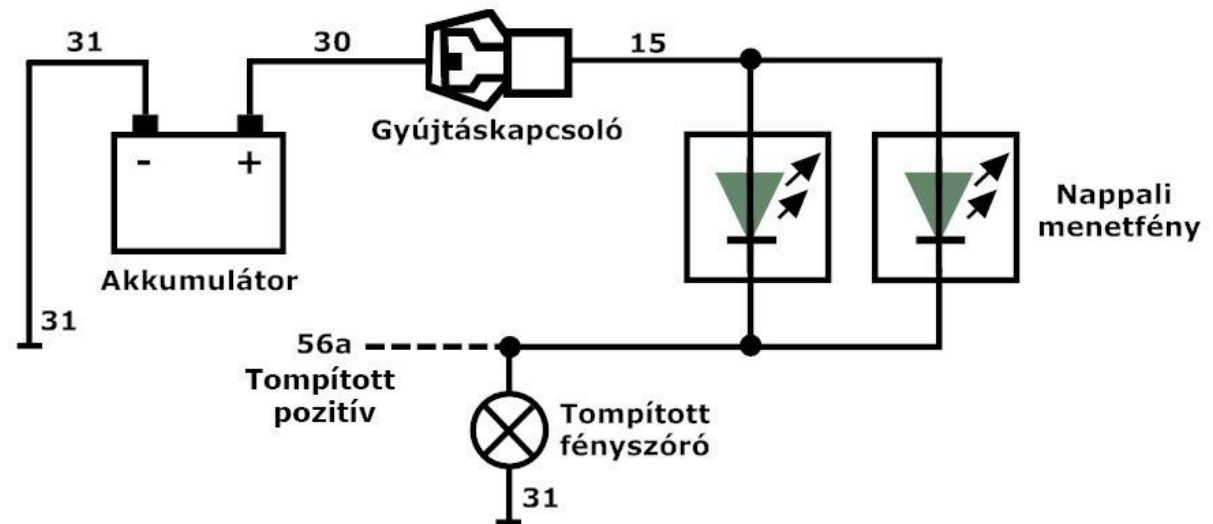 31
30
15
Gyújtáskapcsoló
- +
Akkumulátor
Nappali
menetfény
31
56a
Tompított
pozitív
Tompított
fényszóró
31